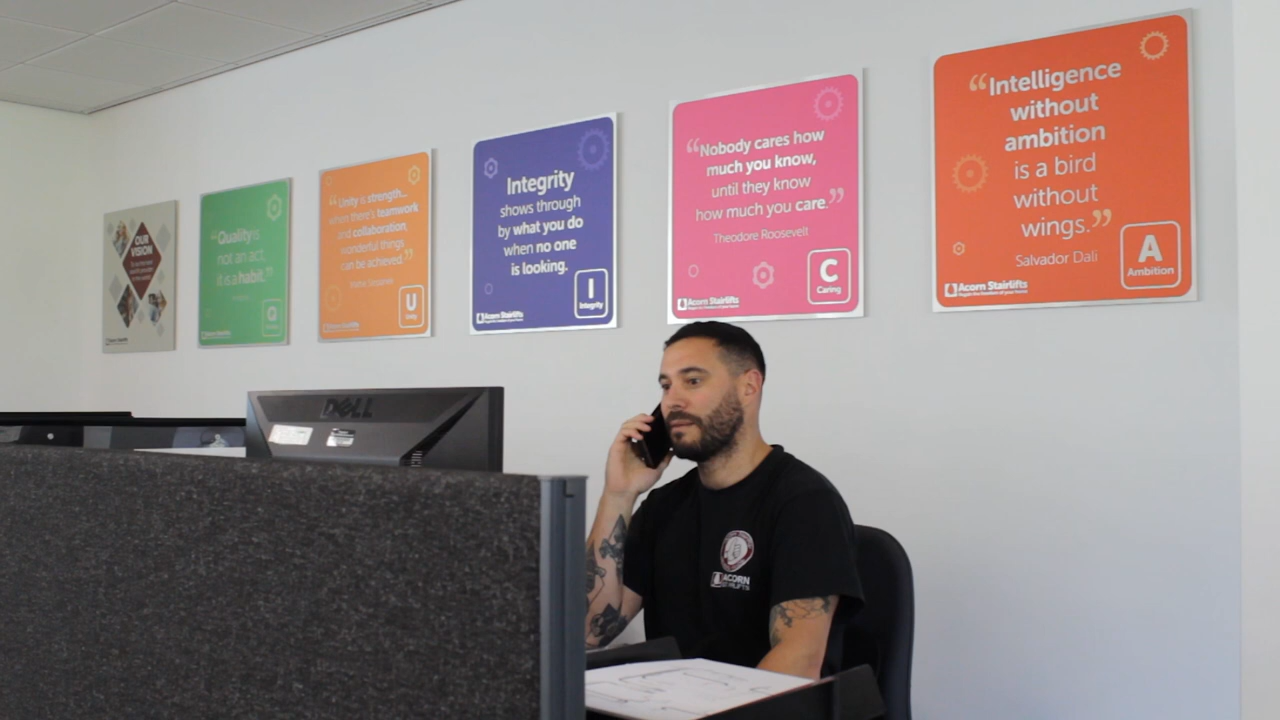 OUR
VISION
“Quality is
not an act,
it is a habit.”
Q
“Unity is strength...
when there's teamwork
and collaboration,
wonderful things
can be achieved.”
U
Unity
Acorn Stairlifts
Integrity
shows through
by what you do
when no one
is looking.
I
Integrity
Acorn Stairlifts
“Nobody cares how
much you know,
until they know
how much you care.”
Theodore Roosevelt
C
Caring
Acorn Stairlifts
“Intelligence
without
ambition
is a bird
without
wings.”
Salvador Dali
A
Ambition
Acorn Stairlifts
DELL
ACORN
STAIRLIFTS